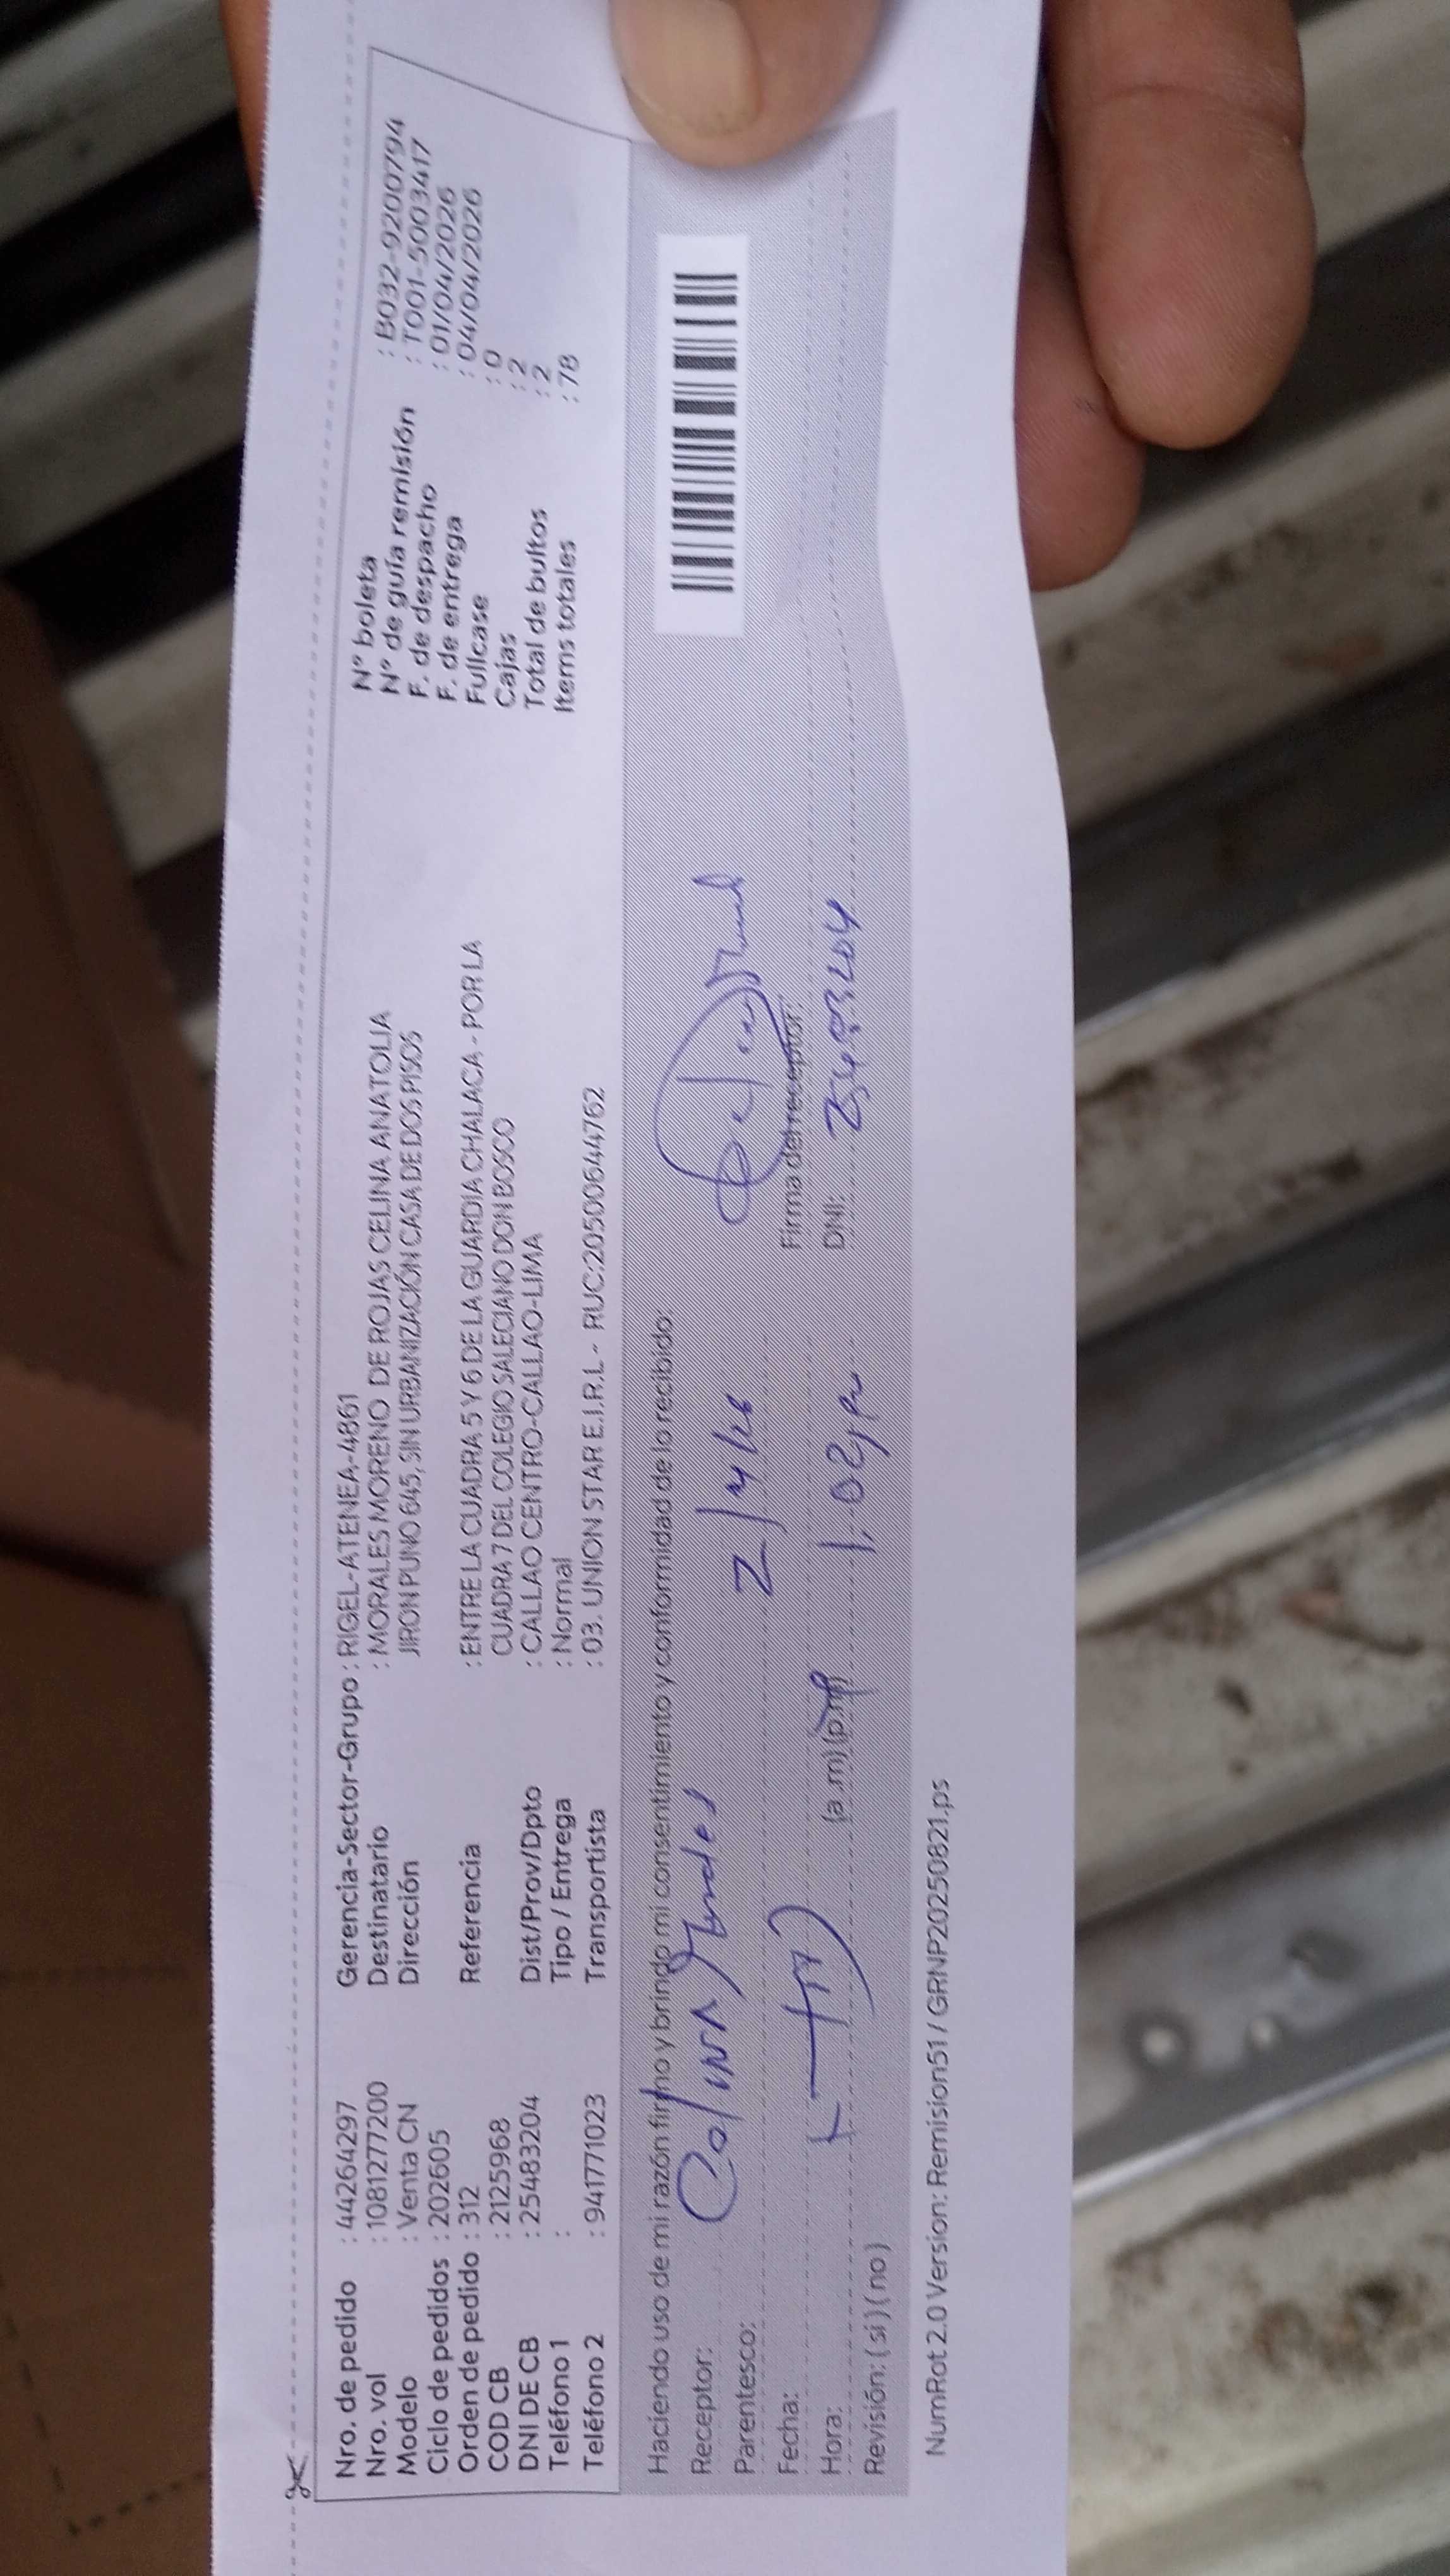 Nro. de pedido : 44264297 Gerencia-Sector-Grupo : RIGEL-ATENEA-4861 N° boleta : B032-9200794
Nro. vol : 1081277200 Destinatario : MORALES MORENO DE ROJAS CELINA ANATOLIA N° de guía remisión : T001-5003417
Modelo : Venta CN Dirección JIRON PUNO 645, SIN URBANIZACIÓN CASA DE DOS PISOS F. de despacho : 01/04/2026
Ciclo de pedidos : 202605 F. de entrega : 04/04/2026
Orden de pedido : 312 Referencia : ENTRE LA CUADRA 5 Y 6 DE LA GUARDIA CHALACA - POR LA Fullcase : 0
COD CB : 2125968 CUADRA 7 DEL COLEGIO SALECIANO DON BOSCO Cajas : 2
DNI DE CB : 25483204 Dist/Prov/Dpto : CALLAO CENTRO-CALLAO-LIMA Total de bultos : 2
Teléfono 1 : Tipo / Entrega : Normal Items totales : 78
Teléfono 2 : 941771023 Transportista : 03. UNION STAR E.I.R.L - RUC:20500644762
Haciendo uso de mi razón firmo y brindo mi consentimiento y conformidad de lo recibido:
Receptor:
Parentesco:
Fecha: Firma del receptor:
Hora: (a.m)(p.m) DNI: 25483204
Revisión: ( si ) ( no )
NumRot 2.0 Version: Remision51 / GRNP20250821.ps